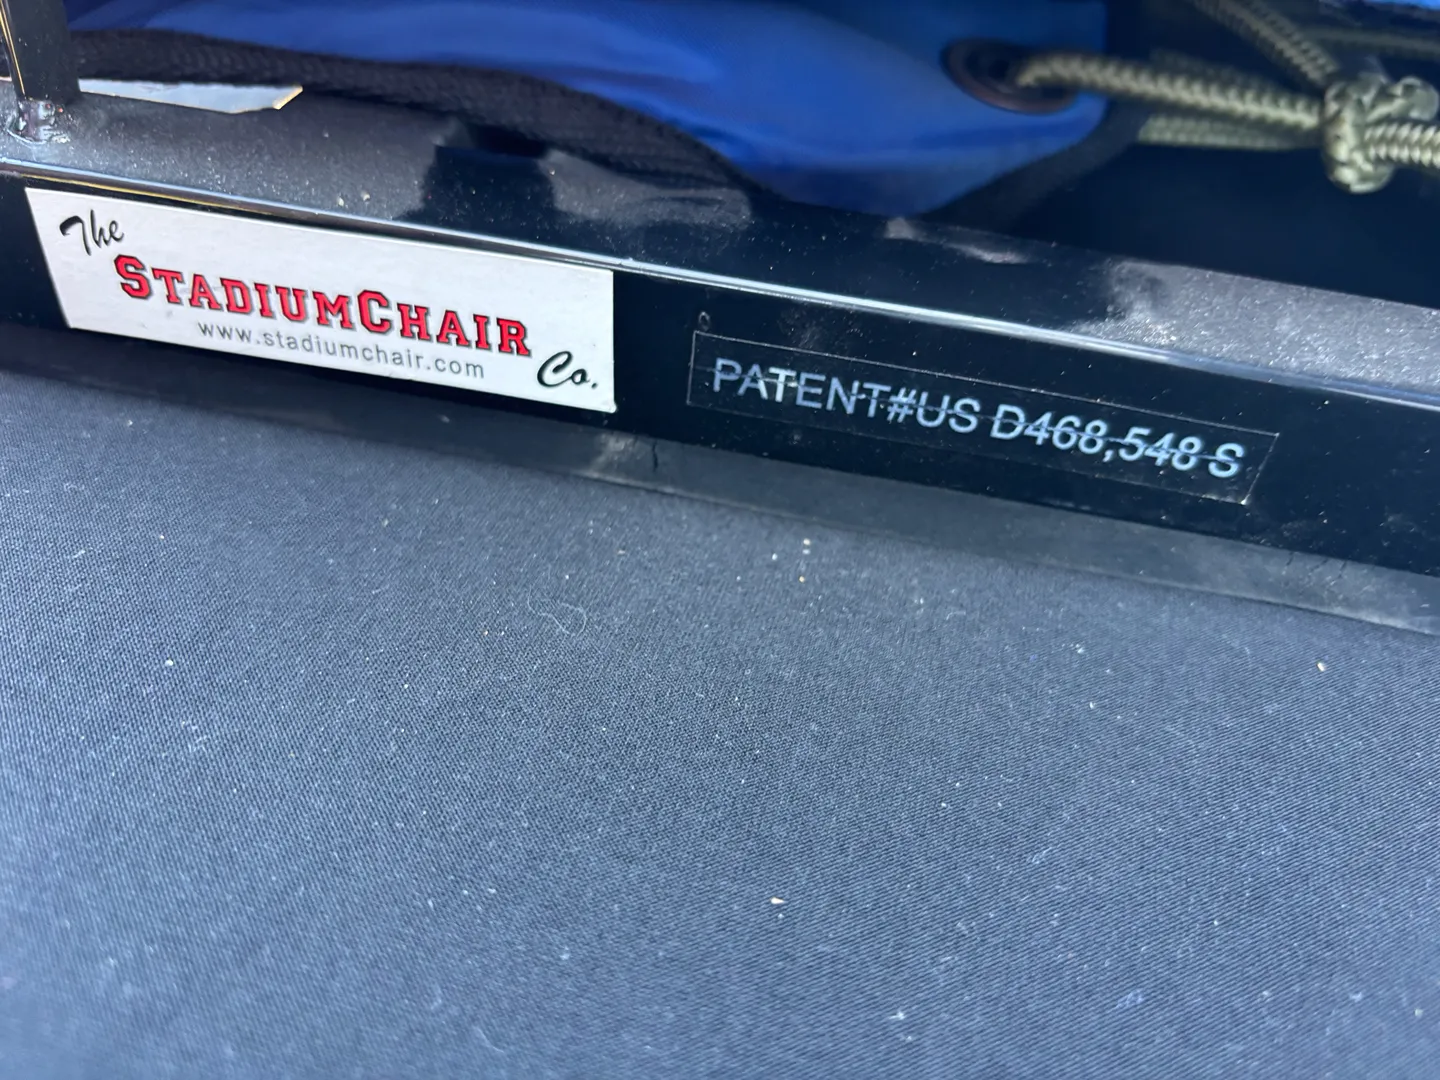 The
STADIUMCHAIR
www.stadiumchair.com
Co.
PATENT#US D468,548 S